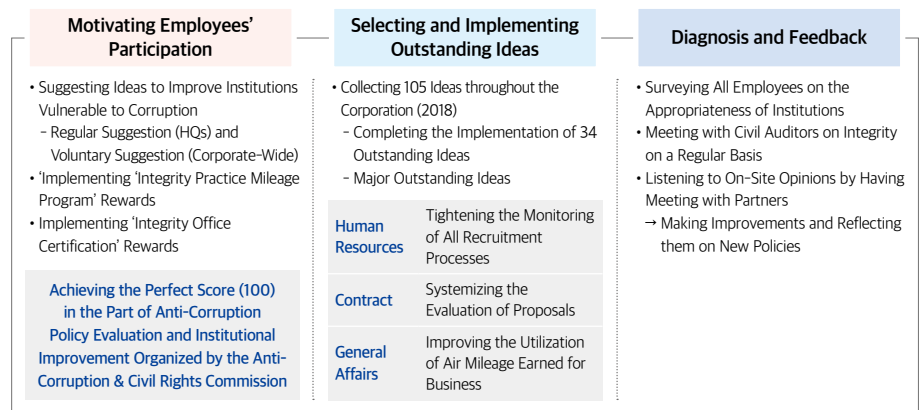 Motivating Employees'
Participation
• Suggesting Ideas to Improve Institutions
Vulnerable to Corruption
- Regular Suggestion (HQs) and
Voluntary Suggestion (Corporate-Wide)
• 'Implementing 'Integrity Practice Mileage
Program' Rewards
• Implementing 'Integrity Office
Certification' Rewards
Achieving the Perfect Score (100)
in the Part of Anti-Corruption
Policy Evaluation and Institutional
Improvement Organized by the Anti-
Corruption & Civil Rights Commission
Selecting and Implementing
Outstanding Ideas
• Collecting 105 Ideas throughout the
Corporation (2018)
- Completing the Implementation of 34
Outstanding Ideas
- Major Outstanding Ideas
Human
Resources
Tightening the Monitoring
of All Recruitment
Processes
Contract
Systemizing the
Evaluation of Proposals
General
Affairs
Improving the Utilization
of Air Mileage Earned for
Business
Diagnosis and Feedback
• Surveying All Employees on the
Appropriateness of Institutions
• Meeting with Civil Auditors on Integrity
on a Regular Basis
• Listening to On-Site Opinions by Having
Meeting with Partners
→ Making Improvements and Reflecting
them on New Policies